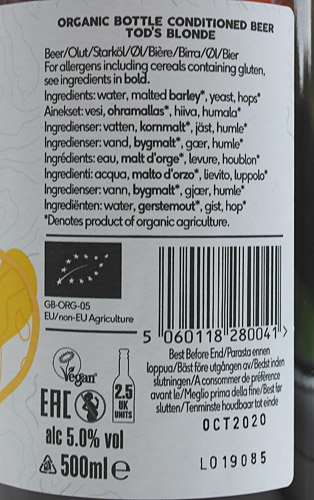 ORGANIC BOTTLE CONDITIONED BEER
TOD'S BLONDE
Beer/Olut/Starköl/Øl/Bière/Birra/Øl/Bier
For allergens including cereals containing gluten,
see ingredients in bold.
Ingredients: water, malted barley*, yeast, hops*
Ainekset: vesi, ohramallas*, hiiva, humala*
Ingredienser: vatten, kornmalt*, jäst, humle*
Ingredienser: vand, bygmalt*, gær, humle*
Ingrédients: eau, malt d'orge*, levure, houblon*
Ingredienti: acqua, malto d'orzo*, lievito, luppolo*
Ingredienser: vann, bygmalt*, gjær, humle*
Ingrediënten: water, gerstemout*, gist, hop*
*Denotes product of organic agriculture.
GB-ORG-05
EU/non-EU Agriculture
5 060118 280041 >
Best Before End/Parasta ennen
loppua/Bäst före utgången av/Bedst inden
slutningen/A consommer de préférence
avant le/Meglio prima della fine/Best før
slutten/Tenminste houdbaar tot einde
OCT2020
L019085
Vegan
EAC
2.5
UK
UNITS
alc 5.0% vol
500ml e